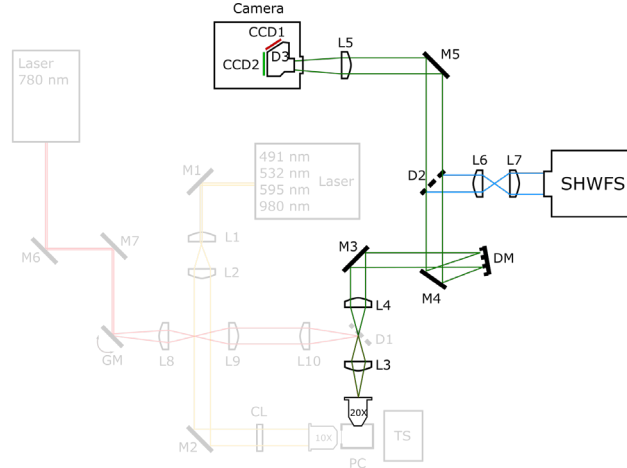 Camera
CCD1
D3
CCD2
L5
M5
Laser
780 nm
M1
491 nm
532 nm
595 nm
980 nm
Laser
D2
L6
L7
SHWFS
L1
L2
M3
M7
M6
DM
M4
L4
D1
GM
L8
L9
L10
L3
20X
M2
CL
10X
PC
TS